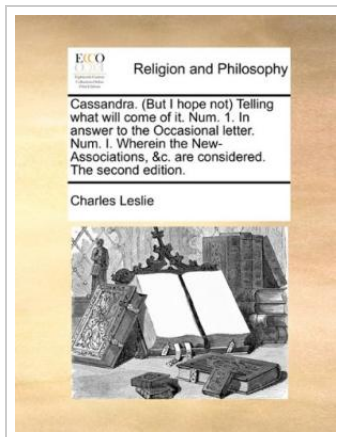 ECCO
Religion and Philosophy
Cassandra. (But I hope not) Telling
what will come of it. Num. 1. In
answer to the Occasional letter.
Num. I. Wherein the New-
Associations, &c. are considered.
The second edition.
Charles Leslie